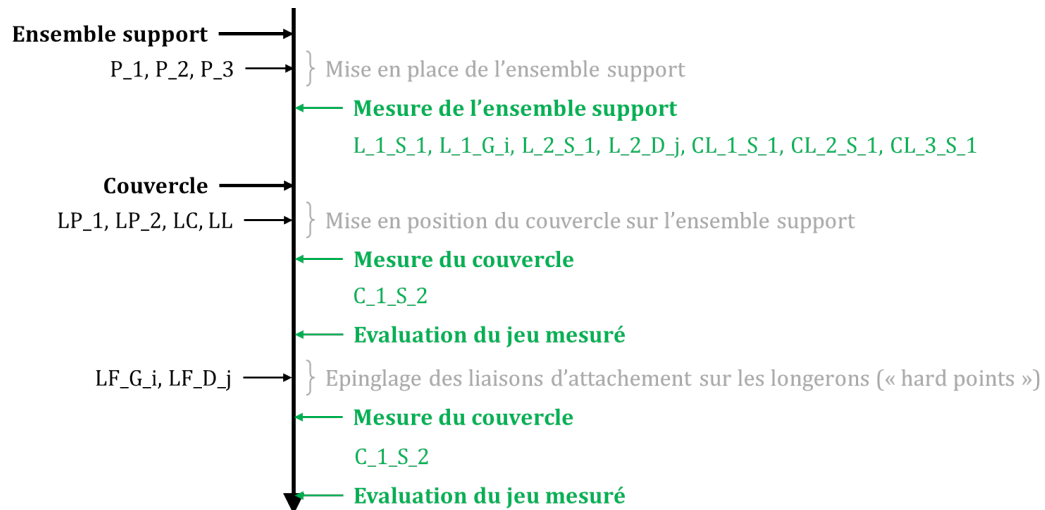 Ensemble support
P_1, P_2, P_3 } Mise en place de l’ensemble support
Mesure de l’ensemble support
L_1_S_1, L_1_G_i, L_2_S_1, L_2_D_j, CL_1_S_1, CL_2_S_1, CL_3_S_1
Couvercle
LP_1, LP_2, LC, LL } Mise en position du couvercle sur l’ensemble support
Mesure du couvercle
C_1_S_2
Evaluation du jeu mesuré
LF_G_i, LF_D_j } Epinglage des liaisons d’attachement sur les longerons (« hard points »)
Mesure du couvercle
C_1_S_2
Evaluation du jeu mesuré